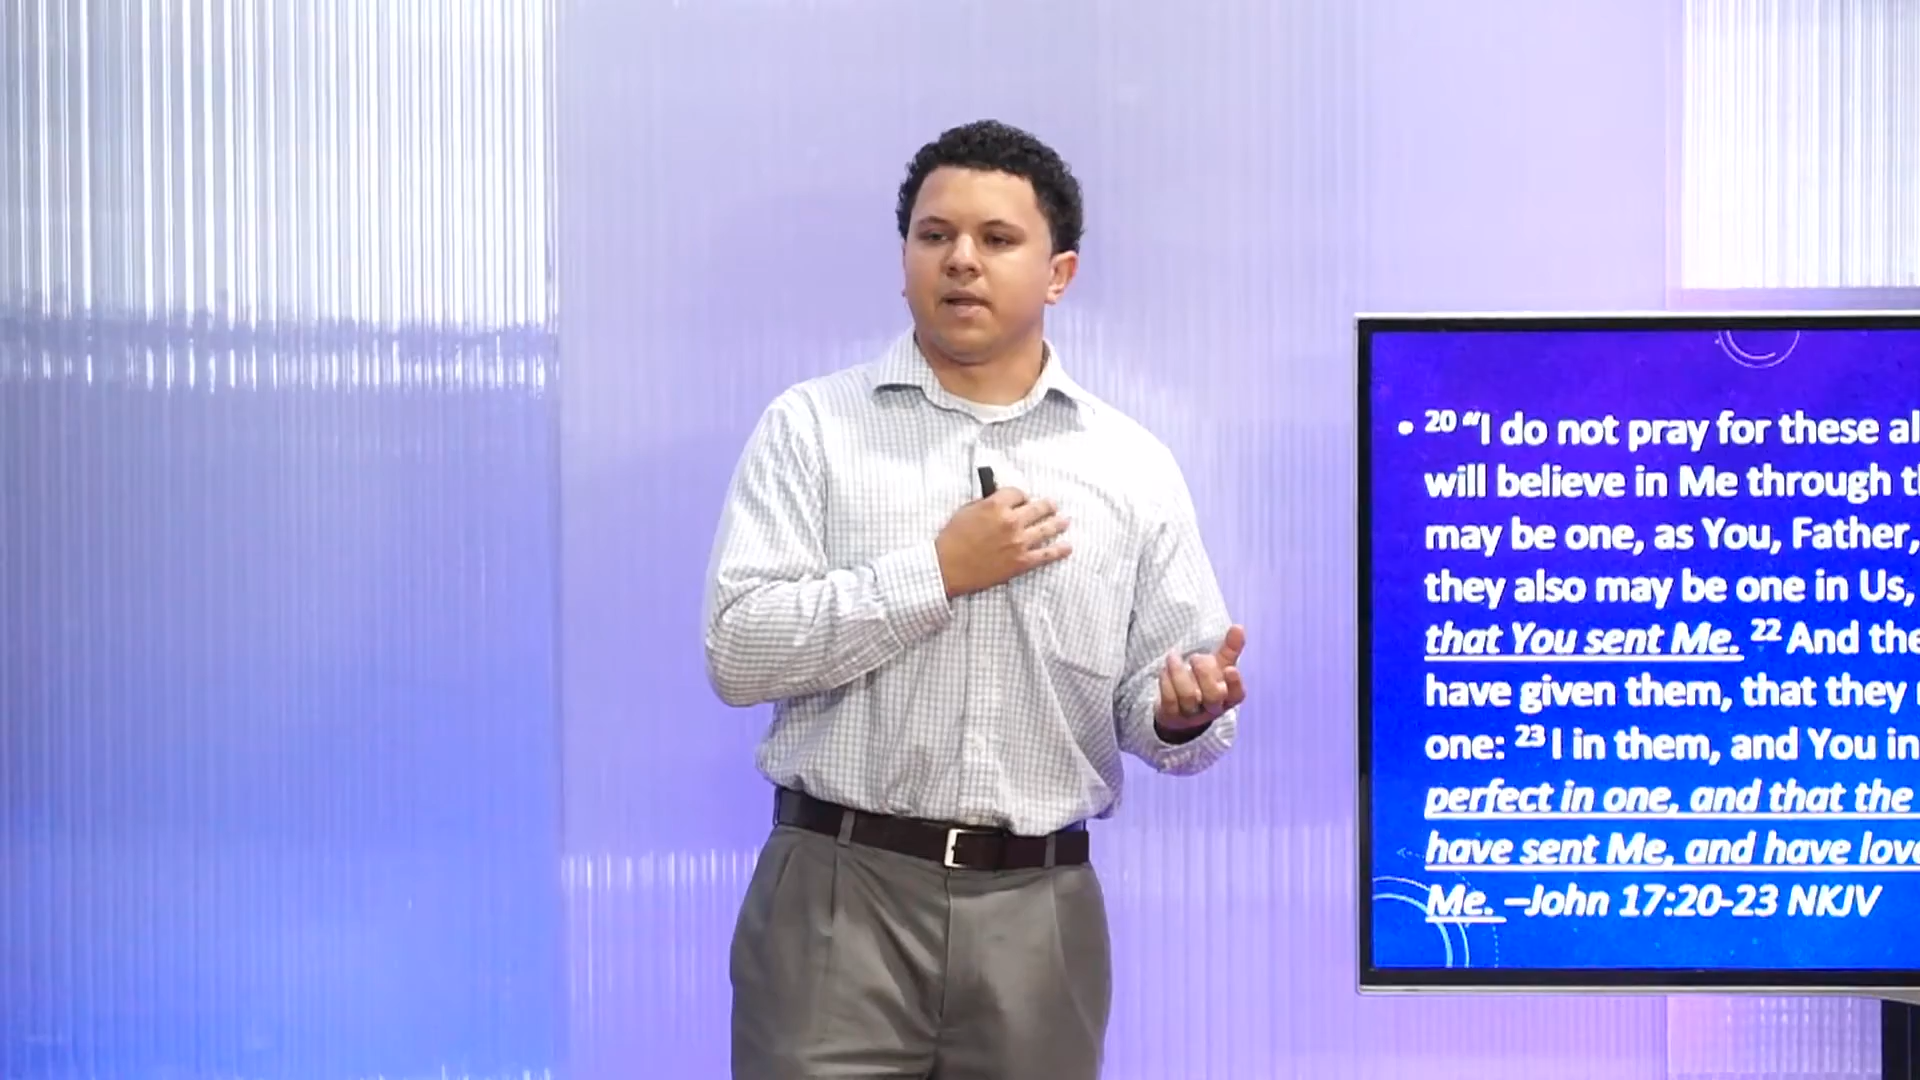 • 20 “I do not pray for these
will believe in Me through
may be one, as You, Father,
they also may be one in Us,
that You sent Me. 22 And
have given them, that they
one: 23 I in them, and You in
perfect in one, and that the
have sent Me, and have
Me. –John 17:20-23 NKJV